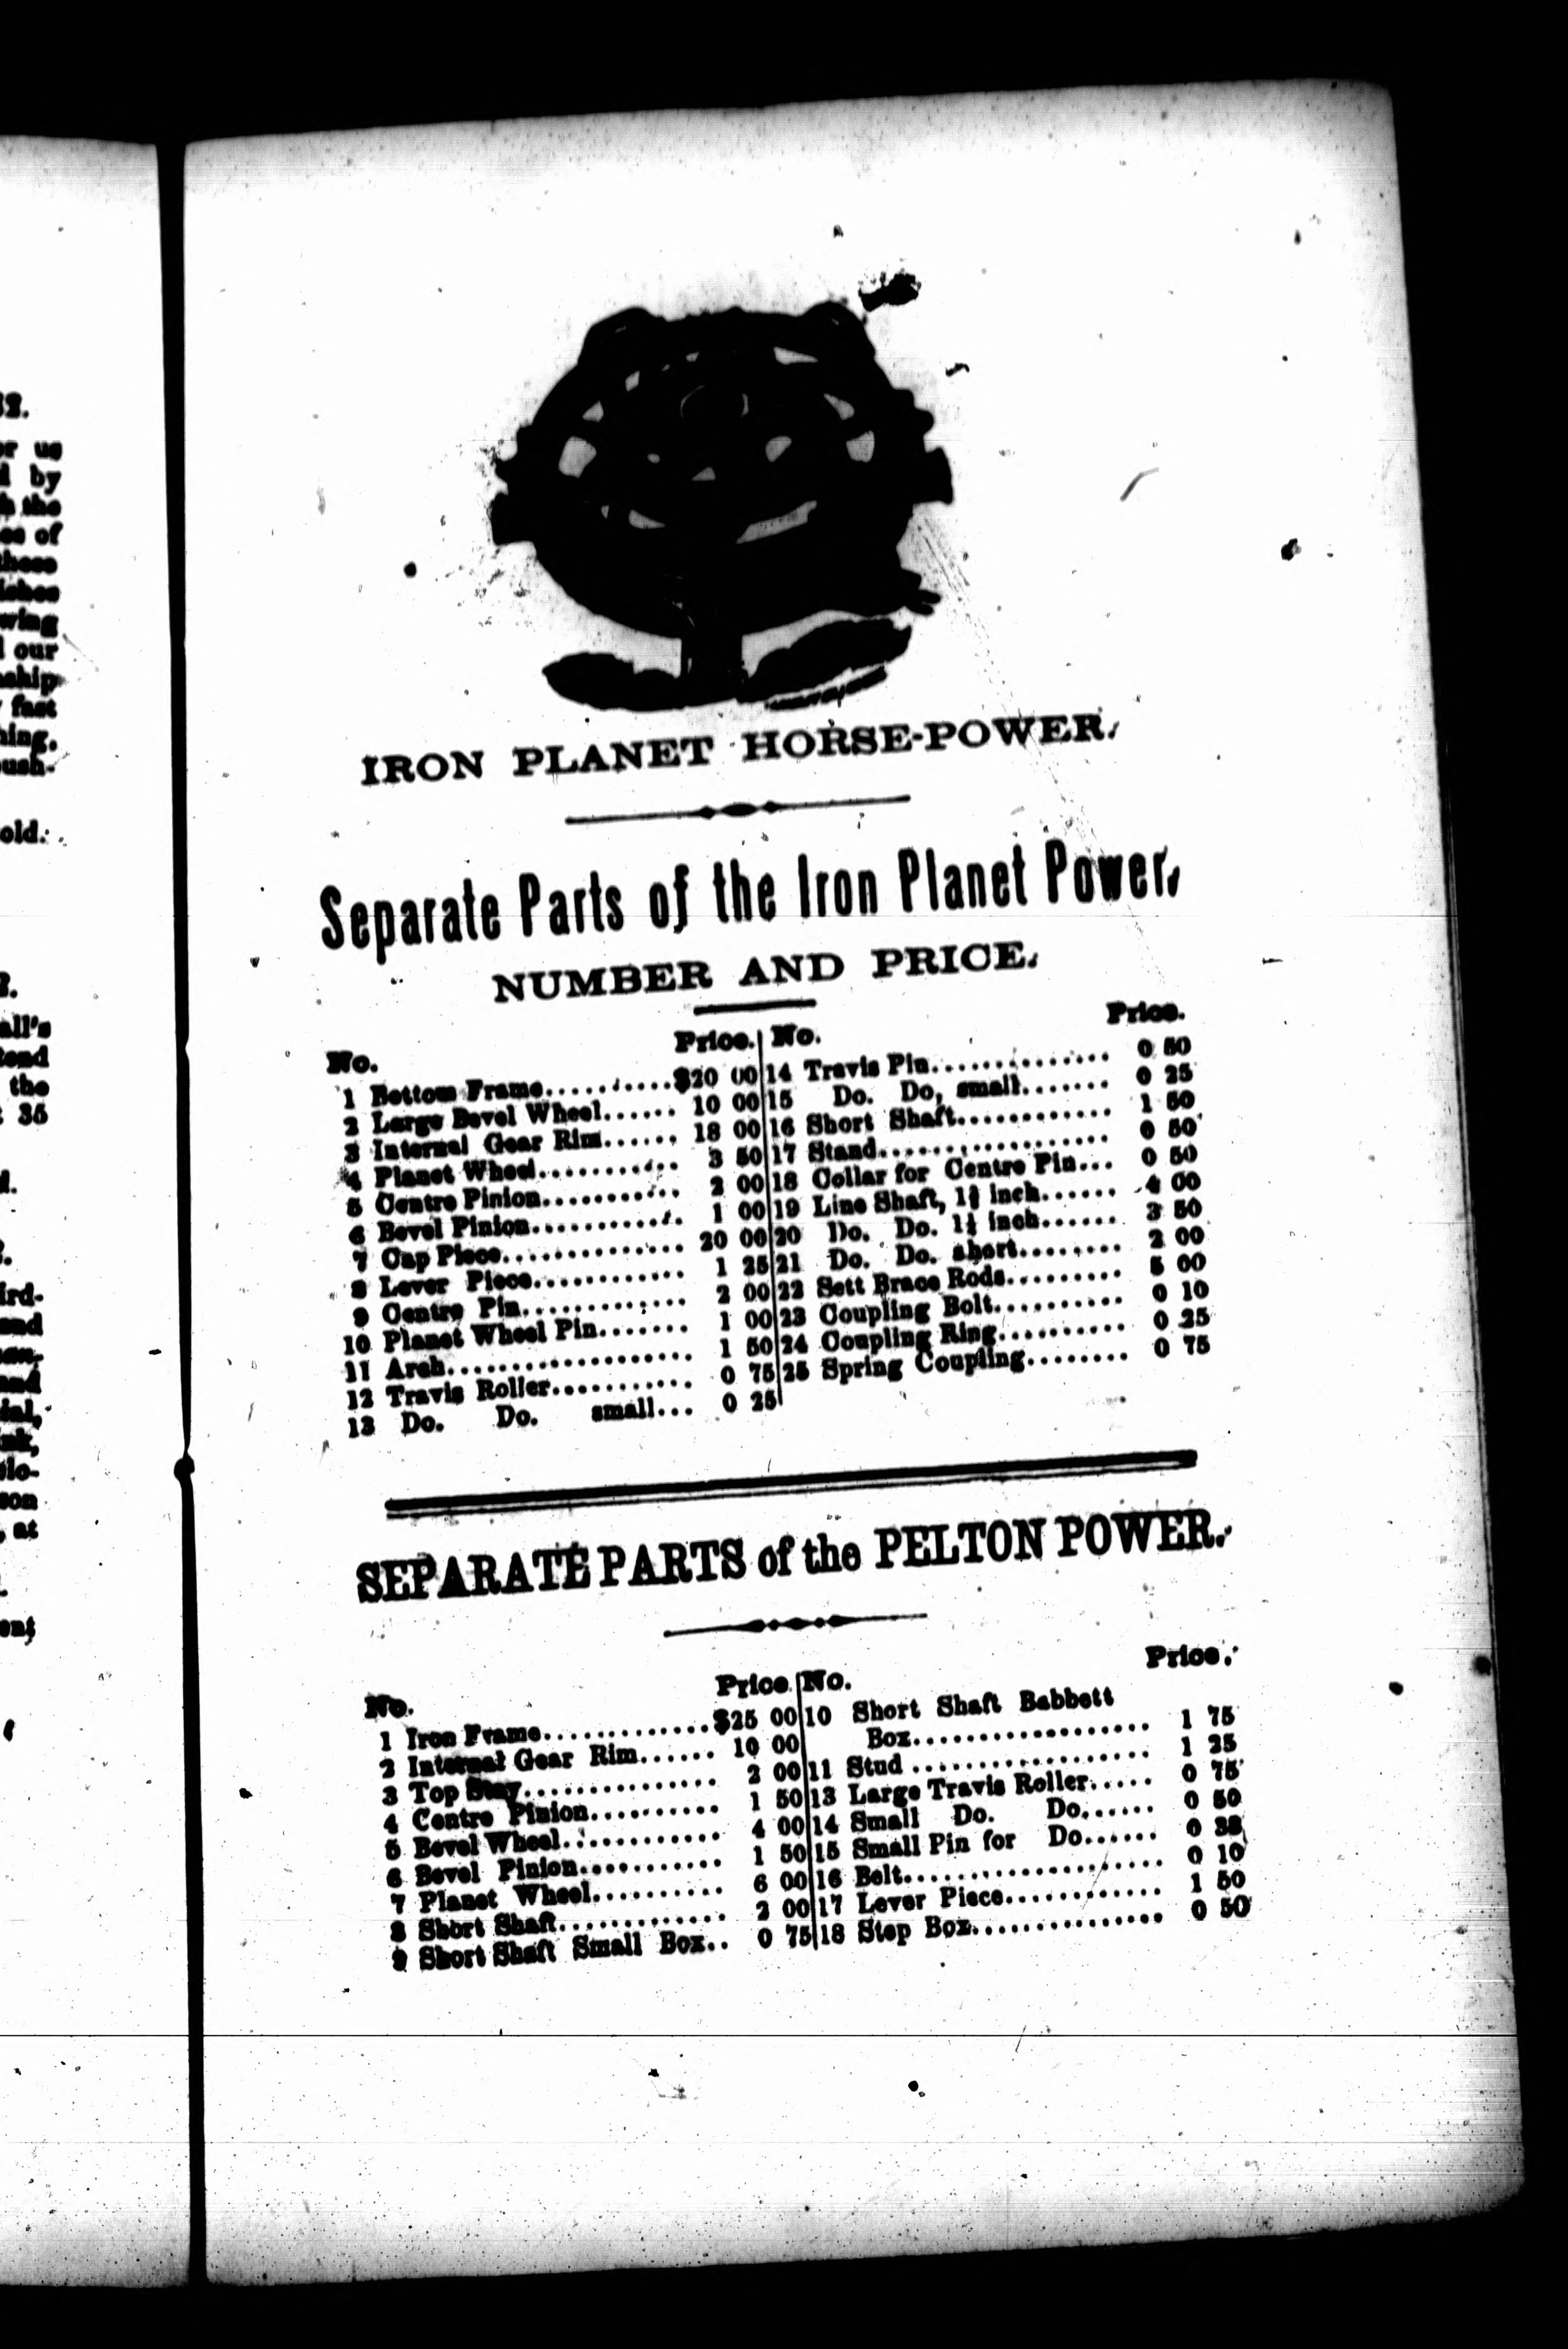 IRON PLANET HORSE-POWER.
Separate Parts of the Iron Planet Power,
NUMBER AND PRICE.
No. Price.
1 Bottom Frame..........$20 00
2 Large Bevel Wheel...... 10 00
3 Internal Gear Rim...... 18 00
4 Planet Wheel........... 3 50
5 Centre Pinion........... 2 00
6 Bevel Pinion............ 1 00
7 Cap Piece.............. 20 00
8 Lever Piece............ 1 25
9 Centre Pin............. 2 00
10 Planet Wheel Pin....... 1 00
11 Arch................... 1 50
12 Travis Roller........... 0 75
13 Do. Do. small... 0 25
No. Price.
14 Travis Pin.............. 0 50
15 Do. Do, small....... 0 25
16 Short Shaft............ 1 50
17 Stand.................. 0 50
18 Collar for Centre Pin... 0 50
19 Line Shaft, inch...... 4 00
20 Do. Do. inch...... 3 50
21 Do. Do. short........ 2 00
22 Sett Brace Rods......... 5 00
23 Coupling Bolt.......... 0 10
24 Coupling Ring.......... 0 25
25 Spring Coupling........ 0 75
SEPARATE PARTS of the PELTON POWER.
No. Price.
1 Iron Frame.............$25 00
2 Internal Gear Rim...... 10 00
3 Top Stay............... 2 00
4 Centre Pinion.......... 1 50
5 Bevel Wheel............ 4 00
6 Bevel Pinion........... 1 50
7 Planet Wheel.......... 6 00
8 Short Shaft.............. 2 00
9 Short Shaft Small Box.. 0 75
No. Price.
10 Short Shaft Babbett
Box.................. 1 75
11 Stud .................. 1 25
13 Large Travis Roller..... 0 75
14 Small Do. Do....... 0 50
15 Small Pin for Do...... 0 38
16 Belt.................... 0 10
17 Lever Piece............ 1 50
18 Step Box............... 0 50